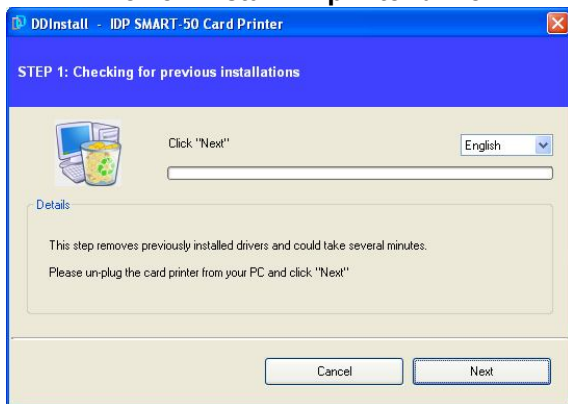 DDInstall - IDP SMART-50 Card Printer
STEP 1: Checking for previous installations
Click "Next"
English
Details
This step removes previously installed drivers and could take several minutes.
Please un-plug the card printer from your PC and click "Next"
Cancel
Next